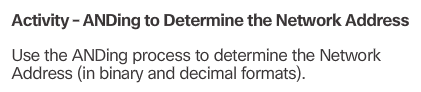 Activity – ANDing to Determine the Network Address
Use the ANDing process to determine the Network
Address (in binary and decimal formats).